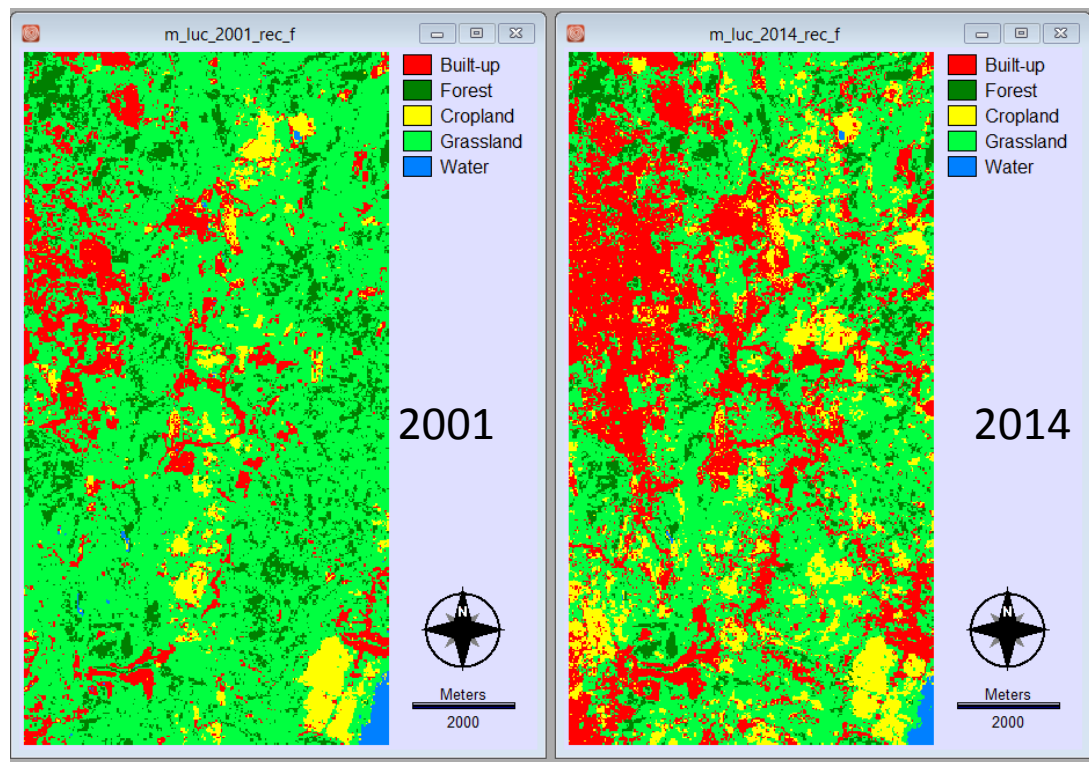 m_luc_2001_rec_f
Built-up
Forest
Cropland
Grassland
Water
2001
N
Meters
2000
m_luc_2014_rec_f
Built-up
Forest
Cropland
Grassland
Water
2014
N
Meters
2000